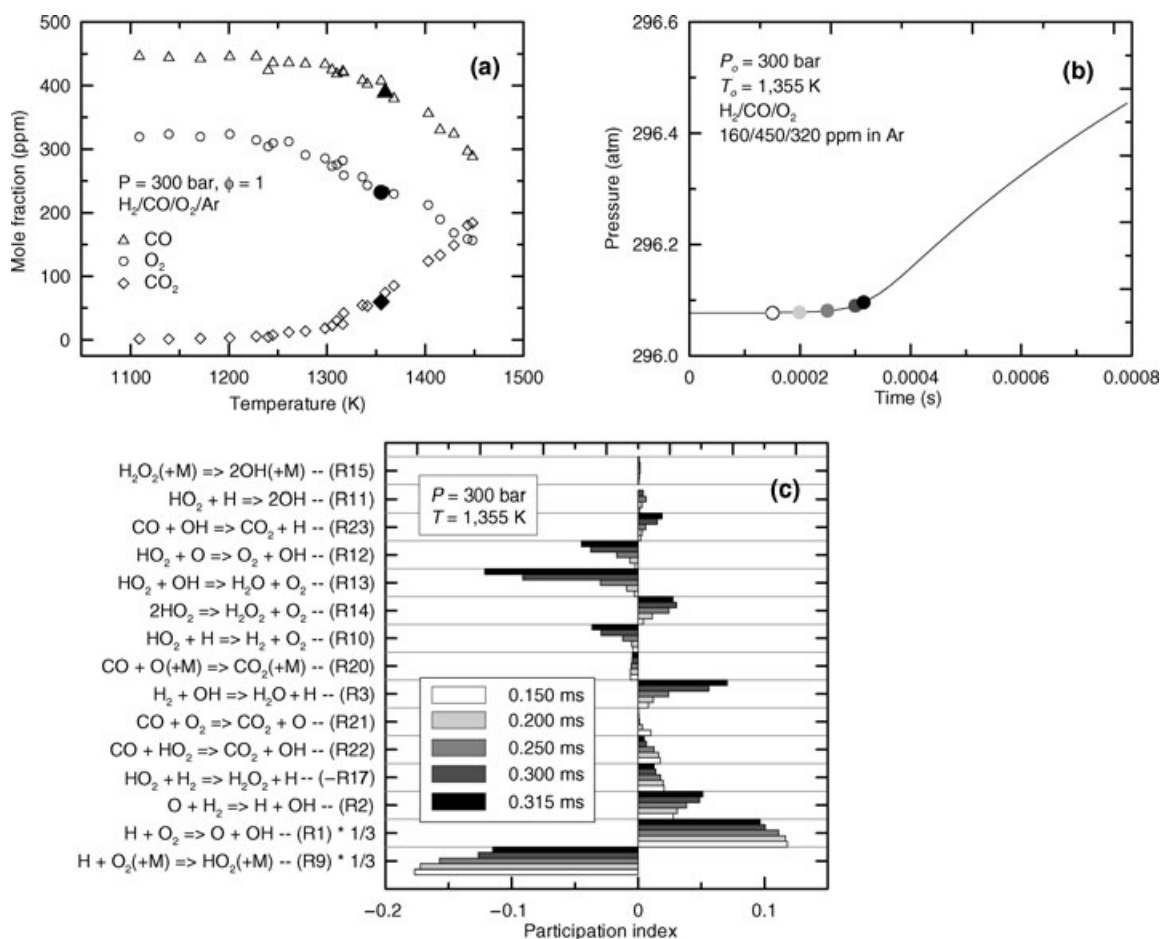 (a)
Mole fraction (ppm)
500
400
300
200
100
0
P = 300 bar, ϕ = 1
H₂/CO/O₂/Ar
CO
O₂
CO₂
1100 1200 1300 1400 1500
Temperature (K)
(b)
Pressure (atm)
296.6
296.4
296.2
296.0
Pₒ = 300 bar
Tₒ = 1,355 K
H₂/CO/O₂
160/450/320 ppm in Ar
0 0.0002 0.0004 0.0006 0.0008
Time (s)
(c)
P = 300 bar
T = 1,355 K
H₂O₂(+M) => 2OH(+M) -- (R15)
HO₂ + H => 2OH -- (R11)
CO + OH => CO₂ + H -- (R23)
HO₂ + O => O₂ + OH -- (R12)
HO₂ + OH => H₂O + O₂ -- (R13)
2HO₂ => H₂O₂ + O₂ -- (R14)
HO₂ + H => H₂ + O₂ -- (R10)
CO + O(+M) => CO₂(+M) -- (R20)
H₂ + OH => H₂O + H -- (R3)
CO + O₂ => CO₂ + O -- (R21)
CO + HO₂ => CO₂ + OH -- (R22)
HO₂ + H₂ => H₂O₂ + H -- (−R17)
O + H₂ => H + OH -- (R2)
H + O₂ => O + OH -- (R1) * 1/3
H + O₂(+M) => HO₂(+M) -- (R9) * 1/3
0.150 ms
0.200 ms
0.250 ms
0.300 ms
0.315 ms
−0.2 −0.1 0 0.1
Participation index